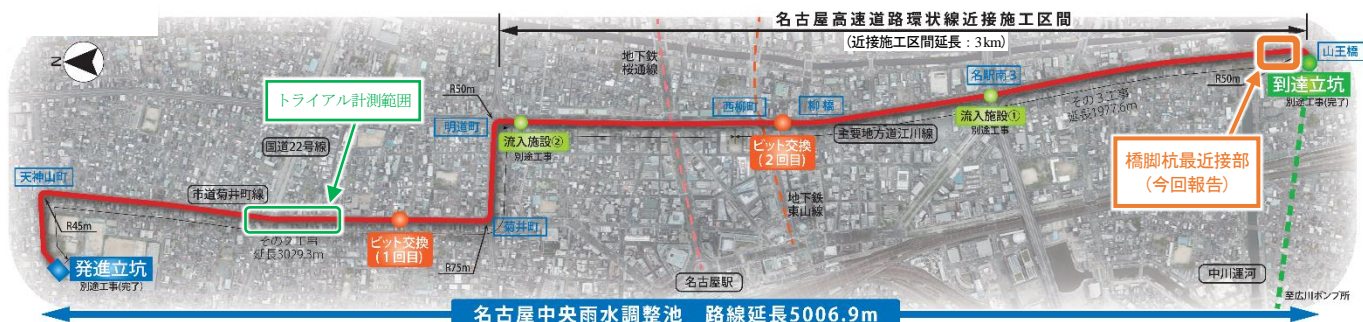 名古屋高速道路環状線近接施工区間
(近接施工区間延長：3km)
N
地下鉄
桜通線
山王橋
トライアル計測範囲
R50m
西柳町
柳橋
名駅南3
R50m
到達立坑
別途工事(完了)
明道町
流入施設②
別途工事
主要地方道江川線
流入施設①
別途工事
その3工事
延長1977.6m
国道22号線
ビット交換
(2回目)
橋脚杭最近接部
(今回報告)
天神山町
市道菊井町線
地下鉄
東山線
R45m
その2工事
延長3029.3m
ビット交換
(1回目)
菊井町
R75m
発進立坑
別途工事(完了)
名古屋駅
中川運河
至広川ポンプ所
名古屋中央雨水調整池　路線延長5006.9m